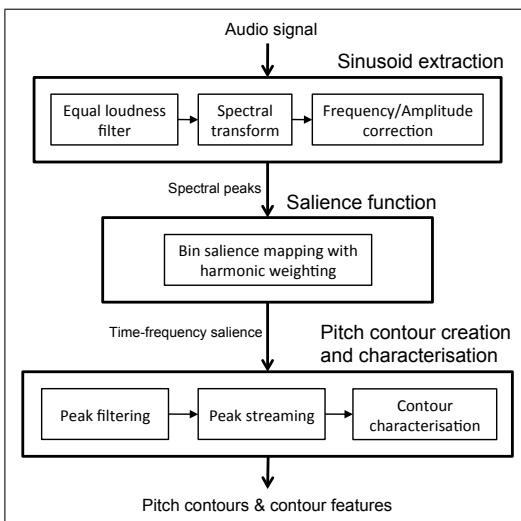 Audio signal
Sinusoid extraction
Equal loudness
filter
Spectral
transform
Frequency/Amplitude
correction
Spectral peaks
Salience function
Bin salience mapping with
harmonic weighting
Time-frequency salience
Pitch contour creation
and characterisation
Peak filtering
Peak streaming
Contour
characterisation
Pitch contours & contour features